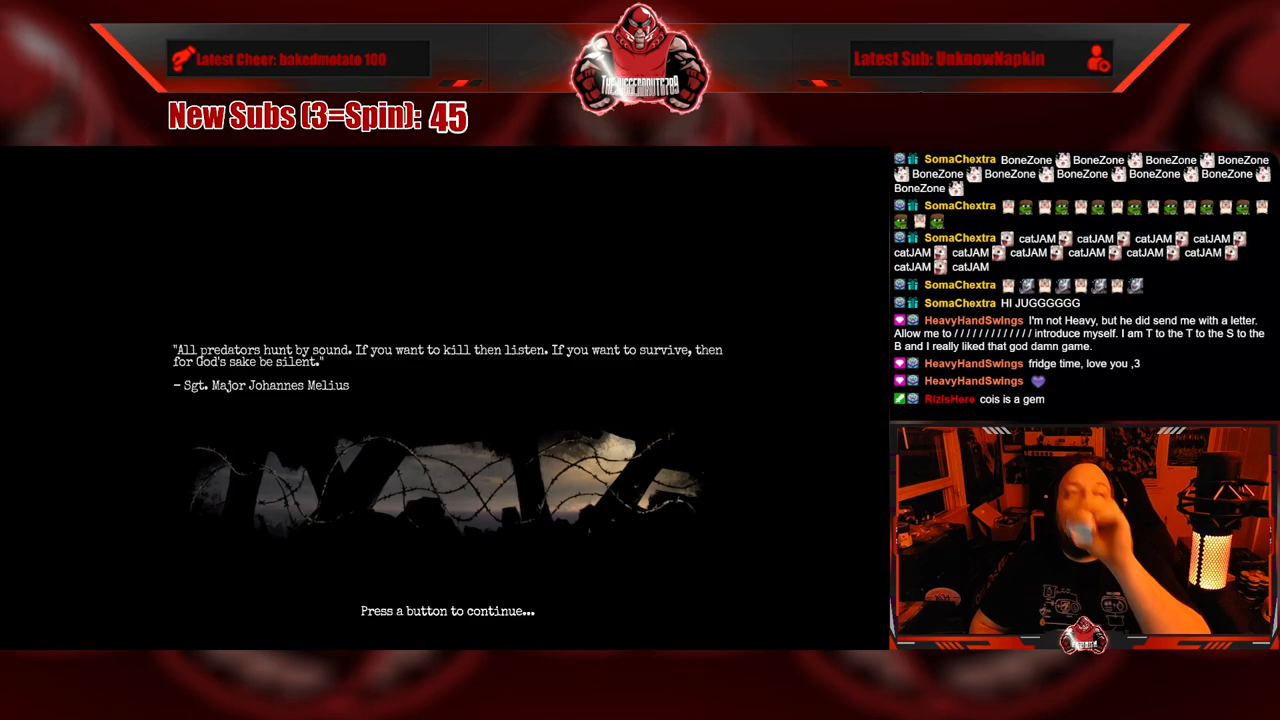 Latest Cheer: bakedmotato 100
THEJUGGERNAUT6789
Latest Sub: UnknowNapkin
New Subs (3=Spin): 45
"All predators hunt by sound. If you want to kill then listen. If you want to survive, then
for God's sake be silent."
- Sgt. Major Johannes Melius
Press a button to continue...
SomaChextra BoneZone BoneZone BoneZone BoneZone
BoneZone BoneZone BoneZone BoneZone BoneZone
BoneZone
SomaChextra
SomaChextra catJAM catJAM catJAM catJAM
catJAM catJAM catJAM catJAM catJAM catJAM
catJAM catJAM
SomaChextra
SomaChextra HI JUGGGGGG
HeavyHandSwings I'm not Heavy, but he did send me with a letter.
Allow me to / / / / / / / / / / / / / introduce myself. I am T to the T to the S to the
B and I really liked that god damn game.
HeavyHandSwings fridge time, love you ,3
HeavyHandSwings
RizIsHere cois is a gem